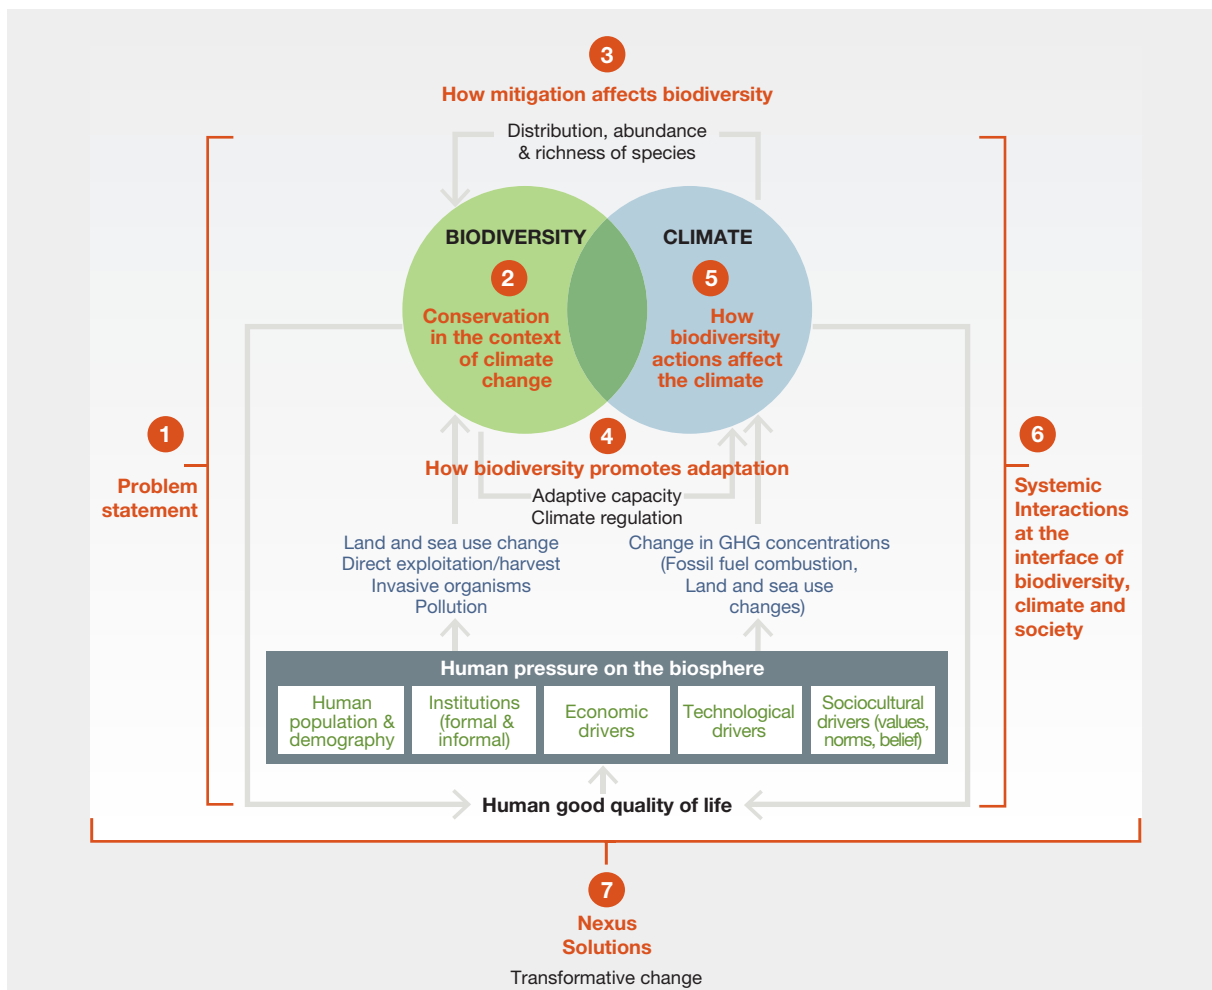 3
How mitigation affects biodiversity
Distribution, abundance
& richness of species
BIODIVERSITY
2
Conservation
in the context
of climate
change
CLIMATE
5
How
biodiversity
actions affect
the climate
1
Problem
statement
4
How biodiversity promotes adaptation
Adaptive capacity
Climate regulation
6
Systemic
Interactions
at the
interface of
biodiversity,
climate and
society
Land and sea use change
Direct exploitation/harvest
Invasive organisms
Pollution
Change in GHG concentrations
(Fossil fuel combustion,
Land and sea use
changes)
Human pressure on the biosphere
Human
population &
demography
Institutions
(formal &
informal)
Economic
drivers
Technological
drivers
Sociocultural
drivers (values,
norms, belief)
Human good quality of life
7
Nexus
Solutions
Transformative change